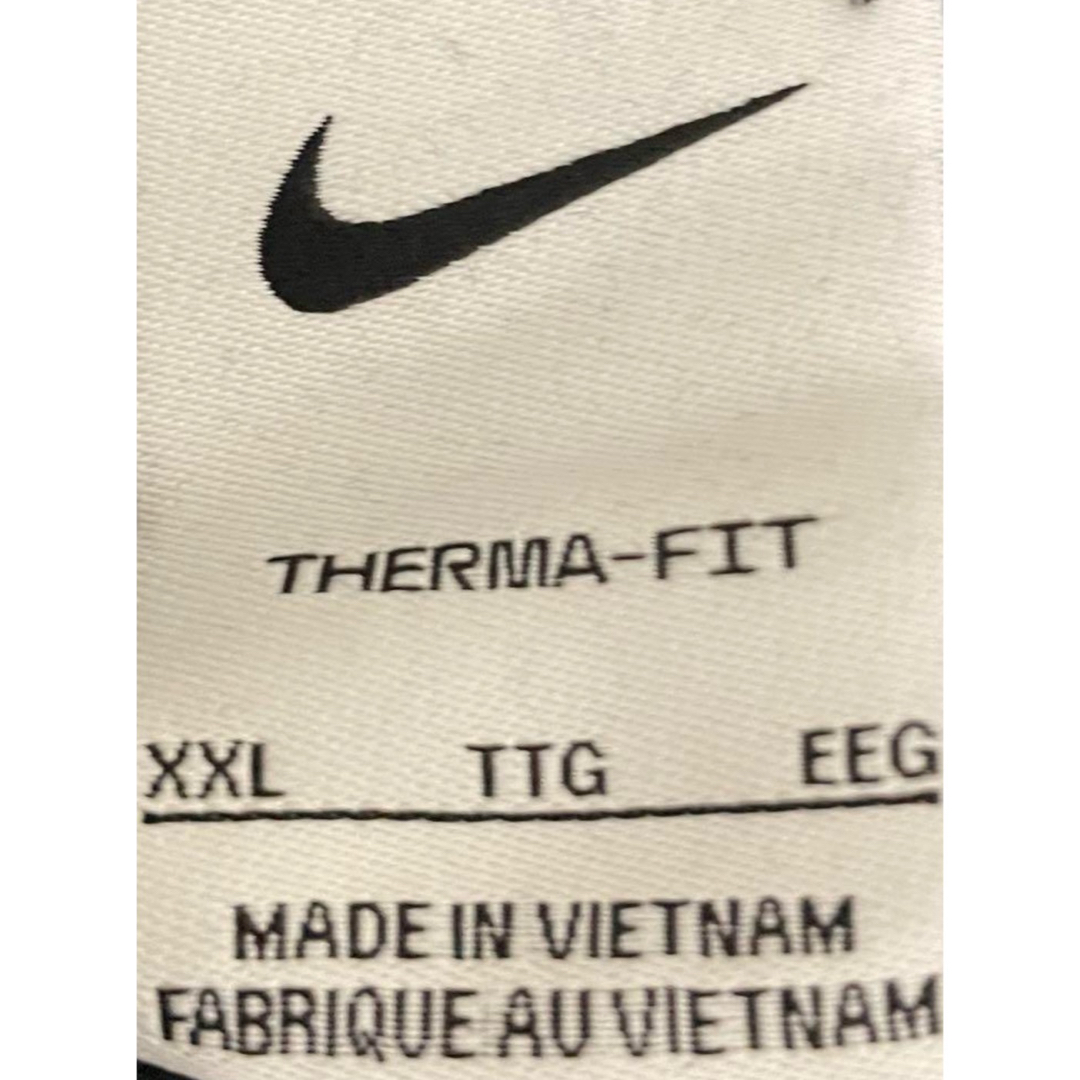 THERMA-FIT
XXL TTG EEG
MADE IN VIETNAM
FABRIQUE AU VIETNAM